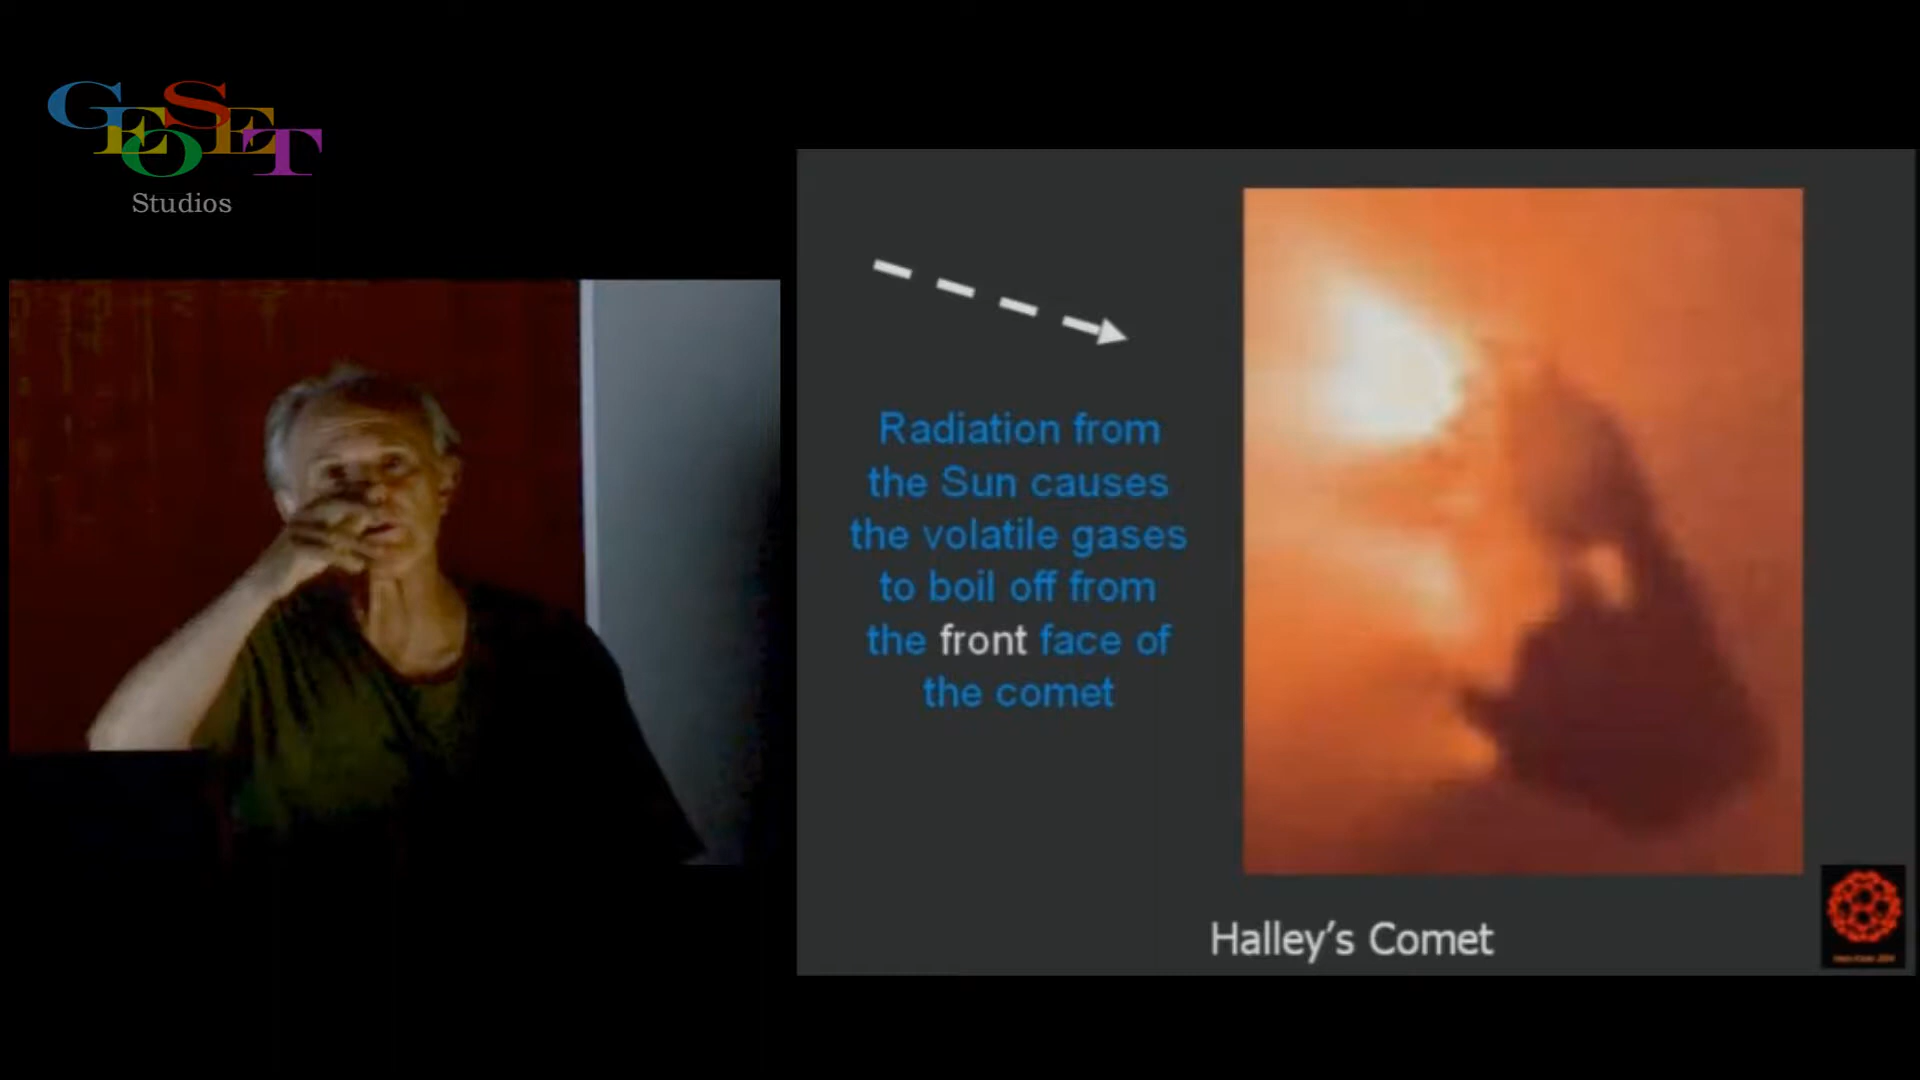 GEOSET
Studios
Radiation from
the Sun causes
the volatile gases
to boil off from
the front face of
the comet
Halley's Comet